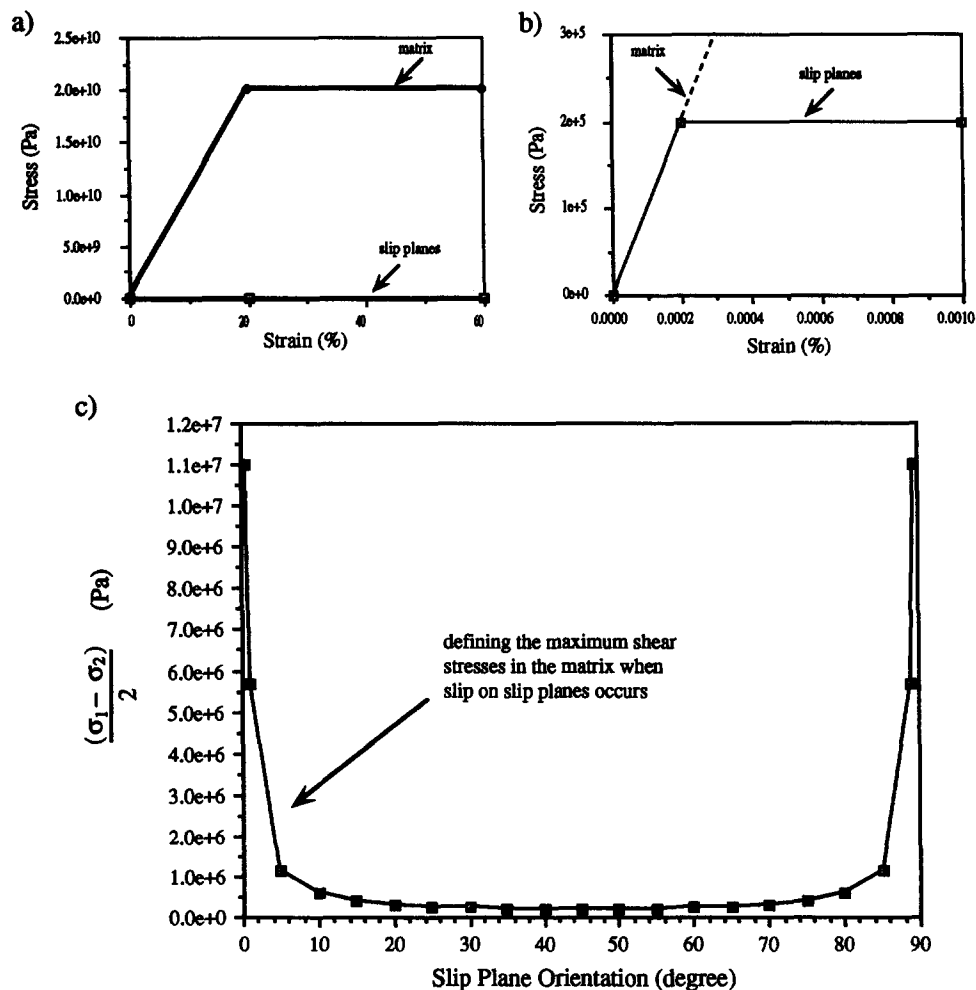 a)
2.5e+10
2.0e+10
1.5e+10
1.0e+10
5.0e+9
0.0e+0
Stress (Pa)
matrix
slip planes
0
20
40
60
Strain (%)
b)
3e+5
2e+5
1e+5
0e+0
Stress (Pa)
matrix
slip planes
0.0000
0.0002
0.0004
0.0006
0.0008
0.0010
Strain (%)
c)
1.2e+7
1.1e+7
1.0e+7
9.0e+6
8.0e+6
7.0e+6
6.0e+6
5.0e+6
4.0e+6
3.0e+6
2.0e+6
1.0e+6
0.0e+0
(σ₁ − σ₂)
2
(Pa)
defining the maximum shear
stresses in the matrix when
slip on slip planes occurs
0
10
20
30
40
50
60
70
80
90
Slip Plane Orientation (degree)